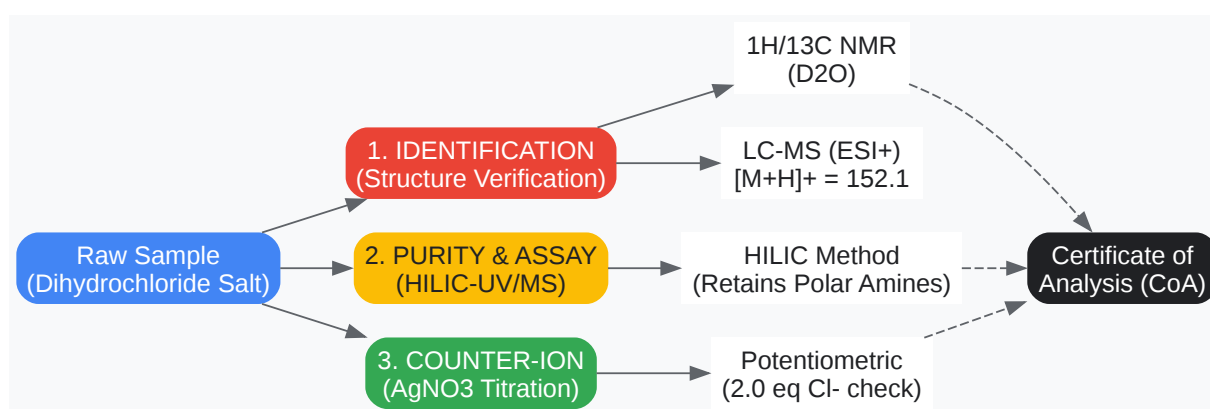 Raw Sample
(Dihydrochloride Salt)
1. IDENTIFICATION
(Structure Verification)
1H/13C NMR
(D2O)
LC-MS (ESI+)
[M+H]+ = 152.1
2. PURITY & ASSAY
(HILIC-UV/MS)
HILIC Method
(Retains Polar Amines)
3. COUNTER-ION
(AgNO3 Titration)
Potentiometric
(2.0 eq Cl- check)
Certificate of
Analysis (CoA)